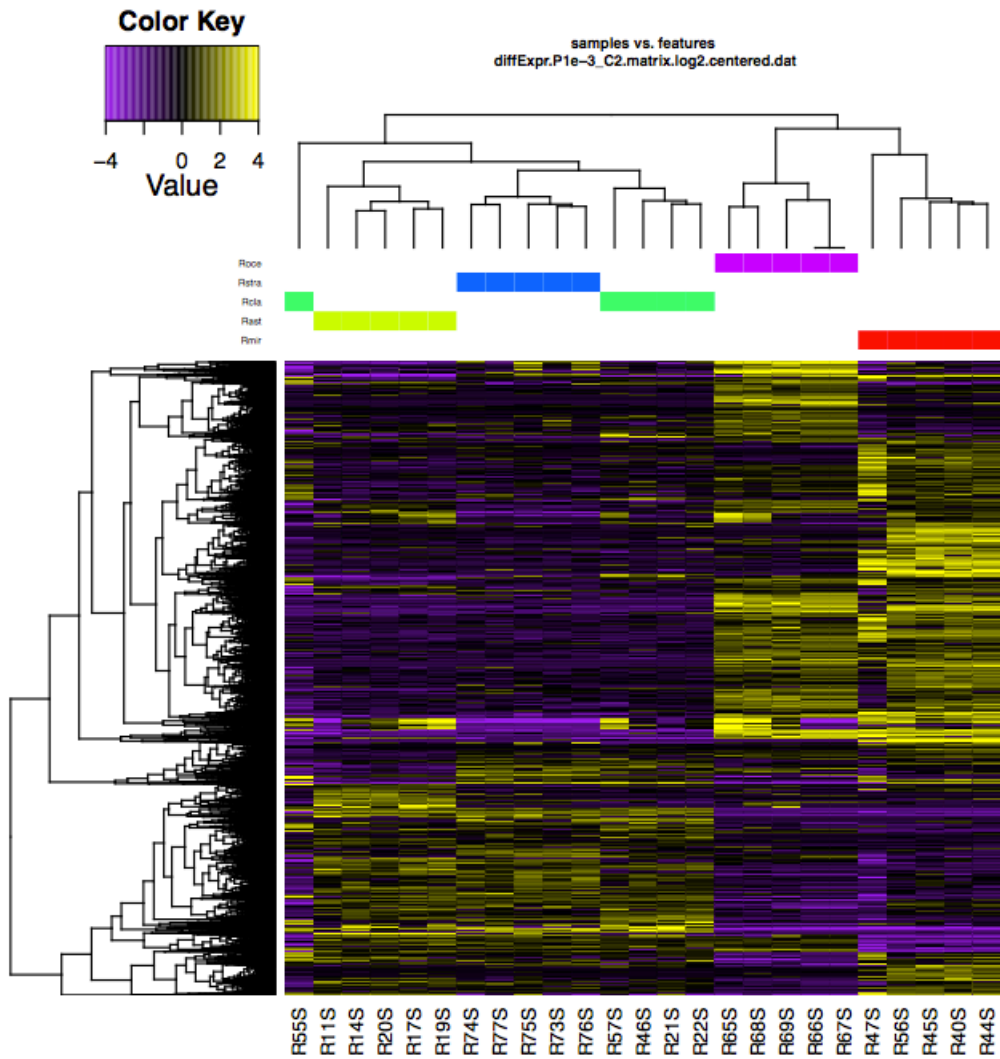 Color Key
−4 0 2 4
Value
samples vs. features
diffExpr.P1e−3_C2.matrix.log2.centered.dat
Roce
Rstra
Rcla
Rast
Rmir
R55S R11S R14S R20S R17S R19S R74S R77S R75S R73S R76S R57S R46S R21S R22S R65S R68S R69S R66S R67S R47S R56S R45S R40S R44S